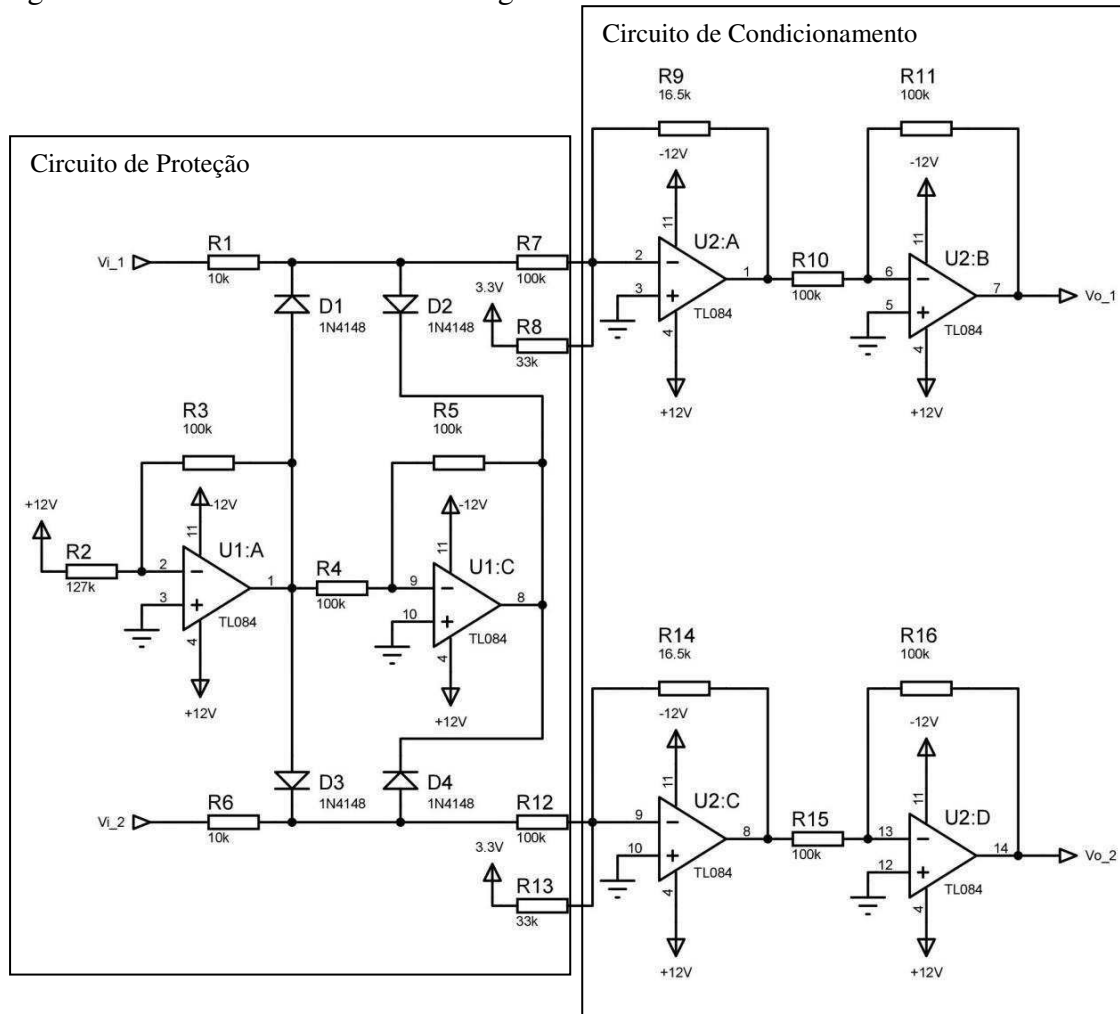 Circuito de Condicionamento
R9
16.5k
R11
100k
-12V
-12V
11
11
U2:A
U2:B
2
3
1
R10
100k
6
5
7
Vo_1
TL084
TL084
4
4
+12V
+12V
Circuito de Proteção
Vi_1
R1
10k
R7
100k
D1
1N4148
D2
1N4148
3.3V
R8
33k
R3
100k
R5
100k
+12V
-12V
-12V
11
11
R2
127k
U1:A
U1:C
2
3
1
R4
100k
9
10
8
TL084
TL084
4
4
+12V
+12V
D3
1N4148
D4
1N4148
Vi_2
R6
10k
R12
100k
3.3V
R13
33k
R14
16.5k
R16
100k
-12V
-12V
11
11
U2:C
U2:D
9
10
8
R15
100k
13
12
14
Vo_2
TL084
TL084
4
4
+12V
+12V